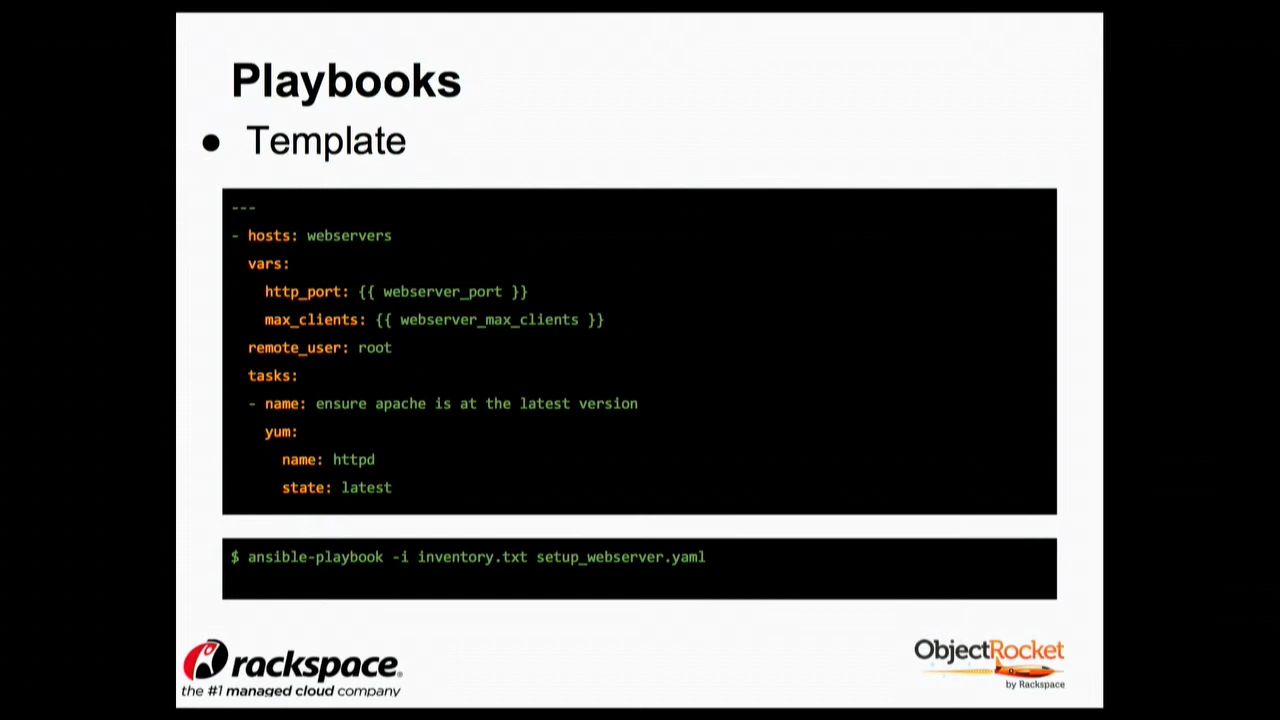 Playbooks
● Template
---
- hosts: webservers
  vars:
    http_port: {{ webserver_port }}
    max_clients: {{ webserver_max_clients }}
  remote_user: root
  tasks:
  - name: ensure apache is at the latest version
    yum:
      name: httpd
      state: latest
$ ansible-playbook -i inventory.txt setup_webserver.yaml
rackspace®
the #1 managed cloud company
ObjectRocket
by Rackspace